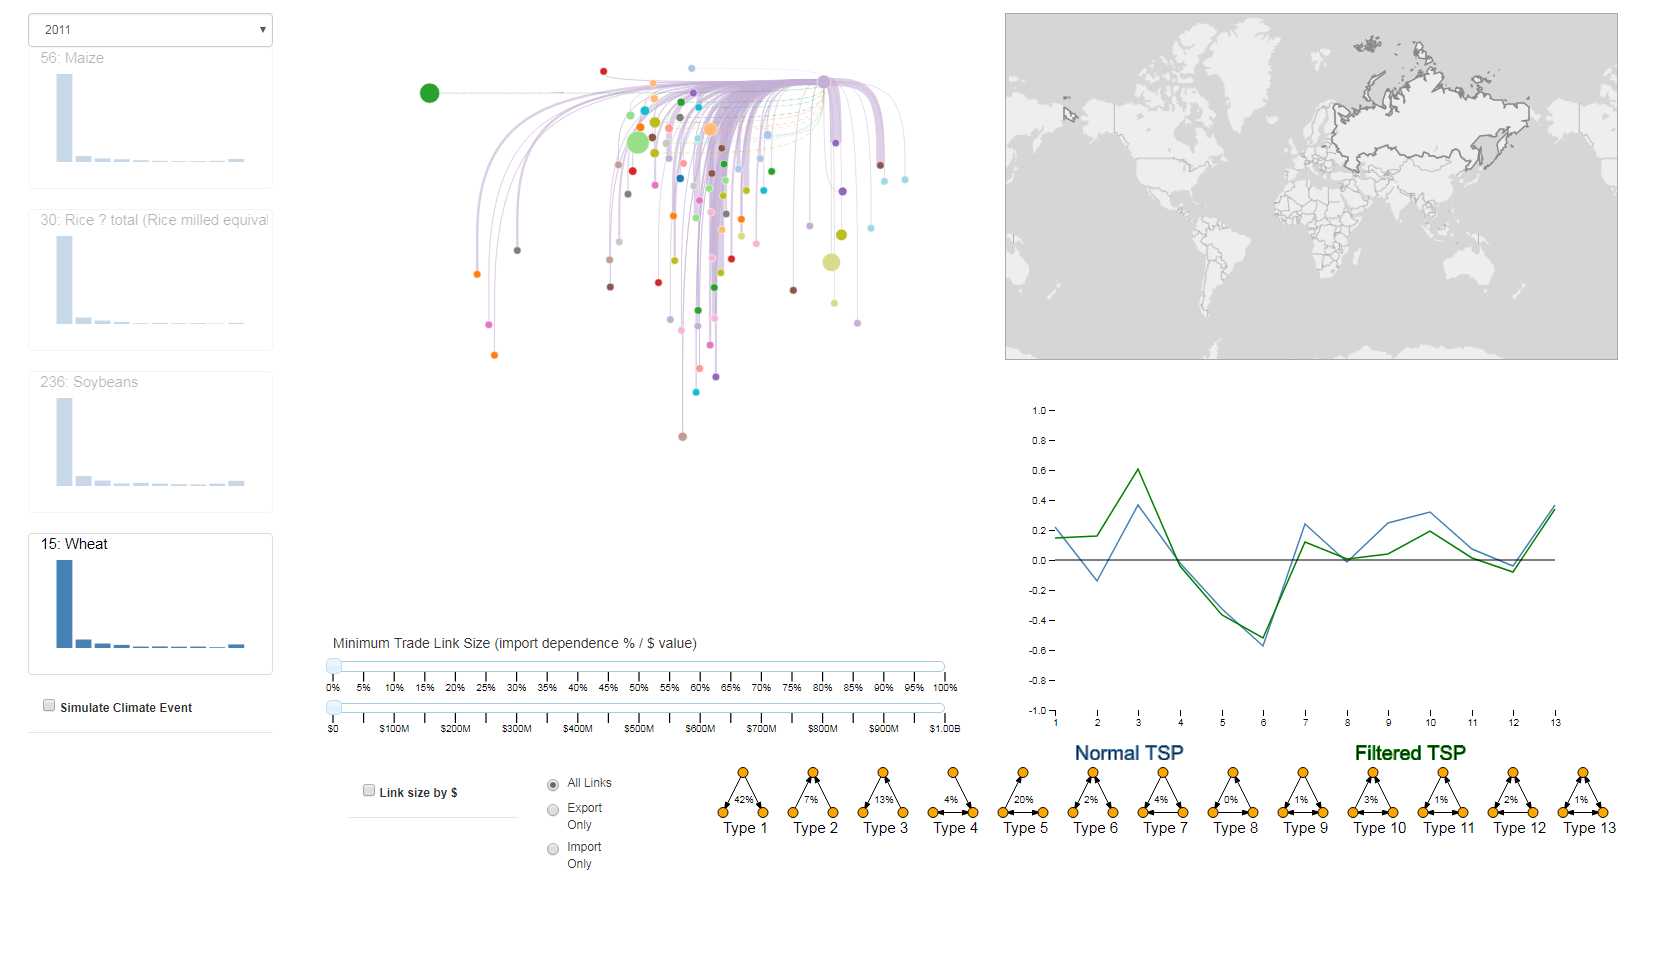 2011
56: Maize
30: Rice ? total (Rice milled equival
236: Soybeans
15: Wheat
Simulate Climate Event
Minimum Trade Link Size (import dependence % / $ value)
0% 5% 10% 15% 20% 25% 30% 35% 40% 45% 50% 55% 60% 65% 70% 75% 80% 85% 90% 95% 100%
$0 $100M $200M $300M $400M $500M $600M $700M $800M $900M $1.00B
Link size by $
All Links
Export
Only
Import
Only
1.0
0.8
0.6
0.4
0.2
0.0
-0.2
-0.4
-0.6
-0.8
-1.0
1 2 3 4 5 6 7 8 9 10 11 12 13
Normal TSP Filtered TSP
42% 7% 13% 4% 20% 2% 4% 0% 1% 3% 1% 2% 1%
Type 1 Type 2 Type 3 Type 4 Type 5 Type 6 Type 7 Type 8 Type 9 Type 10 Type 11 Type 12 Type 13